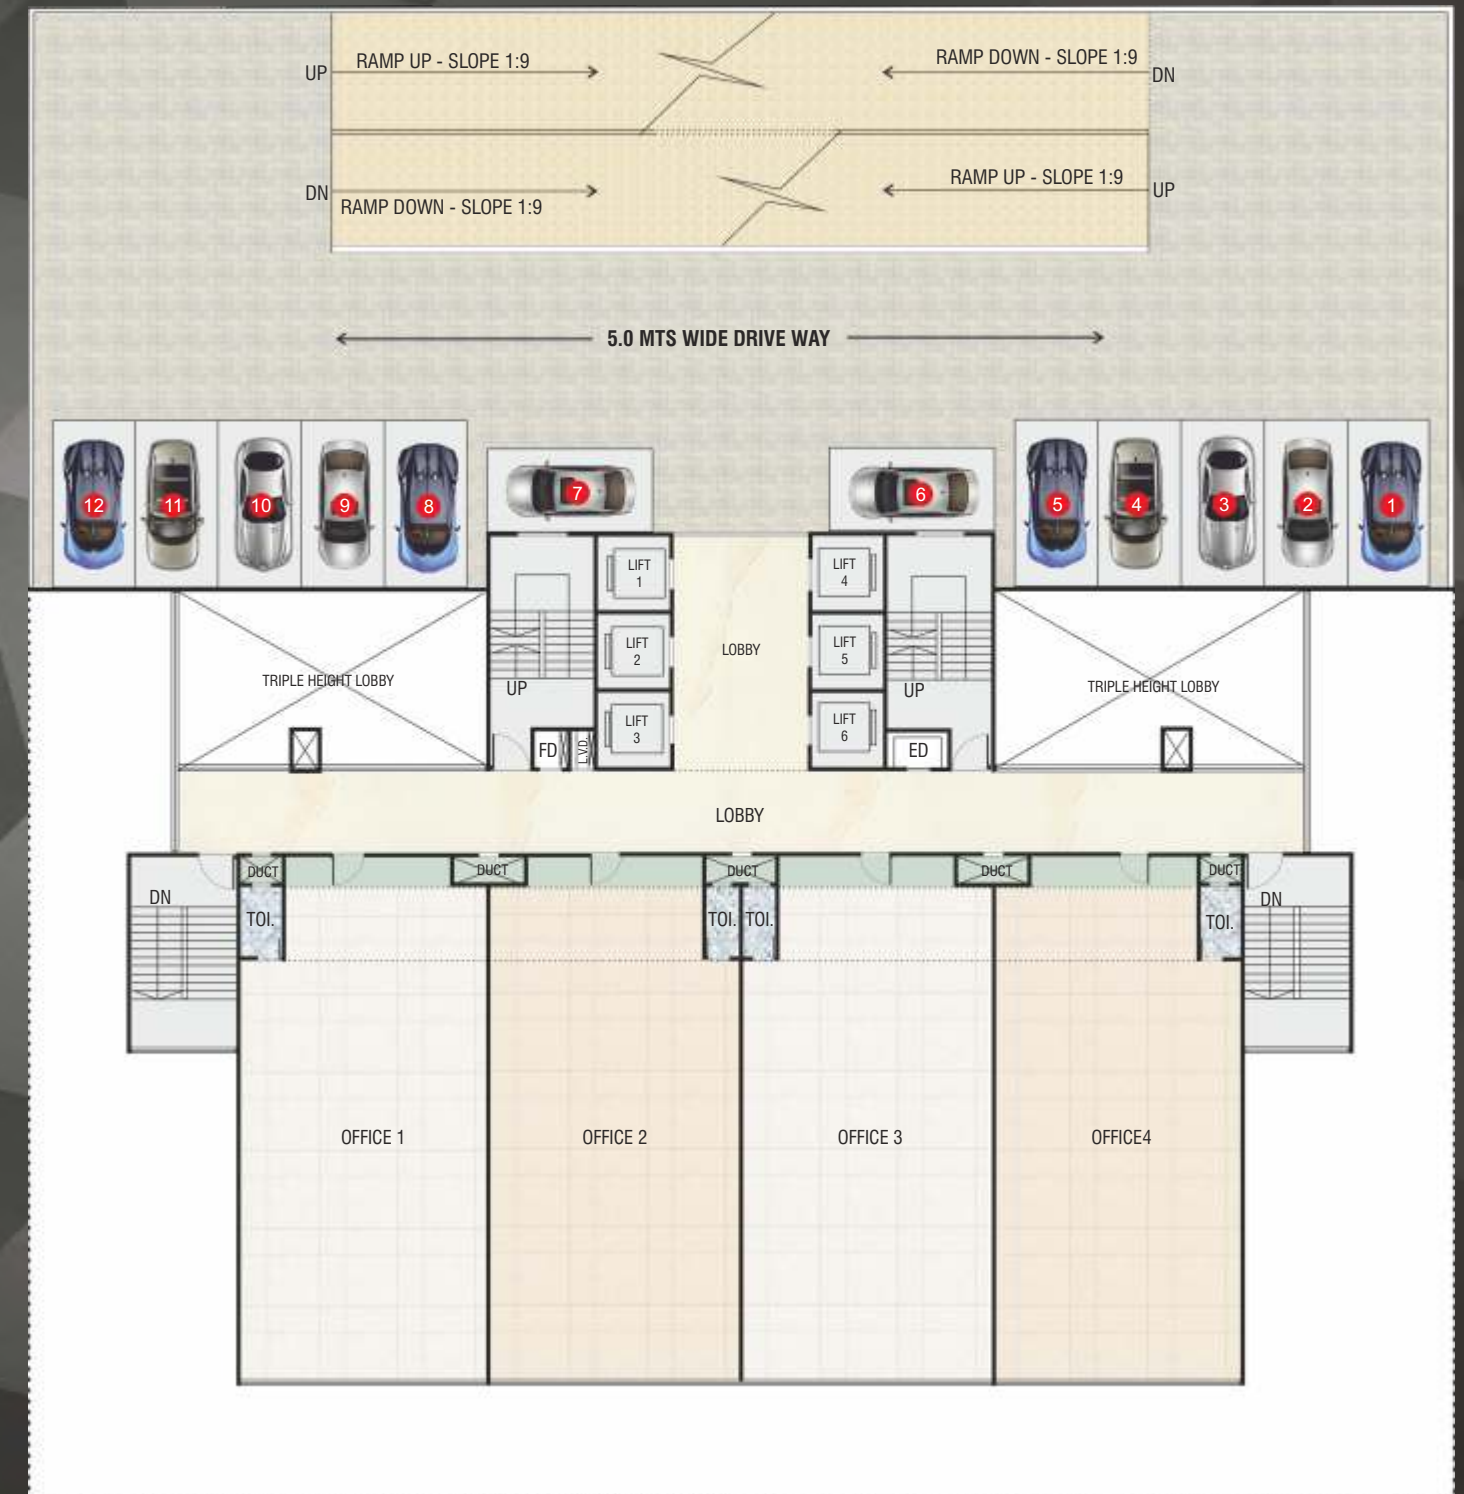 RAMP UP - SLOPE 1:9
RAMP DOWN - SLOPE 1:9
UP
DN
RAMP UP - SLOPE 1:9
DN
UP
RAMP DOWN - SLOPE 1:9
5.0 MTS WIDE DRIVE WAY
12
11
10
9
8
7
6
5
4
3
2
1
LIFT
1
LIFT
4
LIFT
2
LOBBY
LIFT
5
TRIPLE HEIGHT LOBBY
UP
UP
TRIPLE HEIGHT LOBBY
LIFT
3
LIFT
6
FD
L.V.D.
ED
LOBBY
DUCT
DUCT
DUCT
DUCT
DUCT
DN
DN
TOI.
TOI.
TOI.
TOI.
OFFICE 1
OFFICE 2
OFFICE 3
OFFICE4